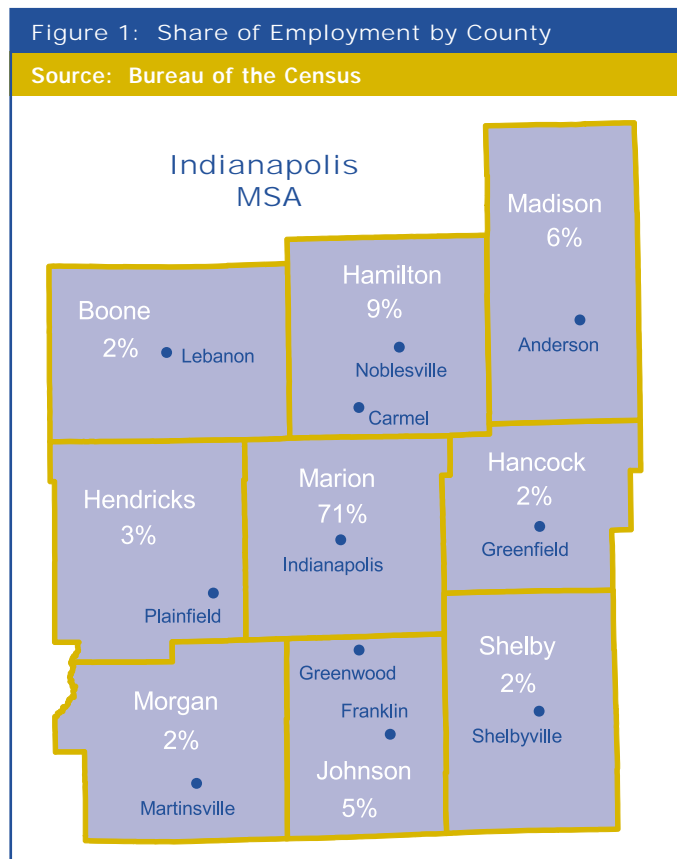 Figure 1: Share of Employment by County
Source: Bureau of the Census
Indianapolis
MSA
Madison
6%
Anderson
Hamilton
9%
Noblesville
Carmel
Boone
2%
Lebanon
Hendricks
3%
Plainfield
Marion
71%
Indianapolis
Hancock
2%
Greenfield
Morgan
2%
Martinsville
Greenwood
Franklin
Johnson
5%
Shelby
2%
Shelbyville